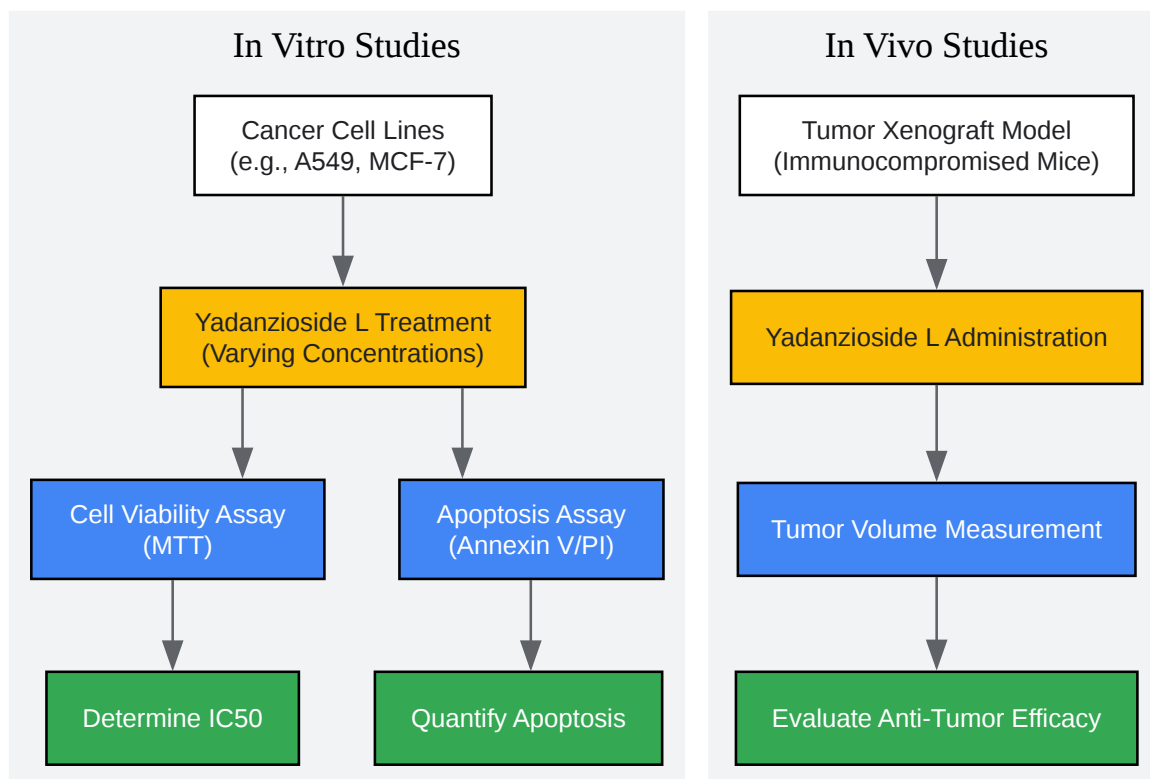 In Vitro Studies
Cancer Cell Lines
(e.g., A549, MCF-7)
Yadanzioside L Treatment
(Varying Concentrations)
Cell Viability Assay
(MTT)
Apoptosis Assay
(Annexin V/PI)
Determine IC50
Quantify Apoptosis
In Vivo Studies
Tumor Xenograft Model
(Immunocompromised Mice)
Yadanzioside L Administration
Tumor Volume Measurement
Evaluate Anti-Tumor Efficacy